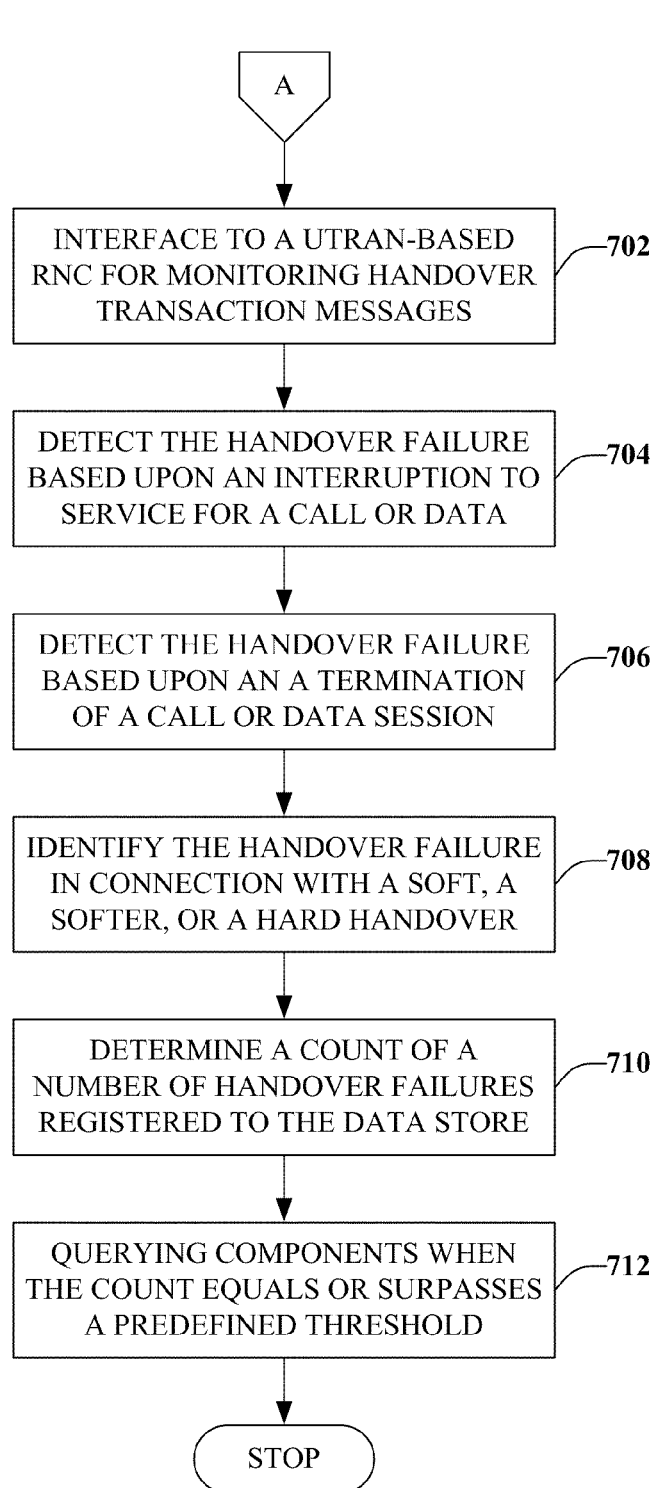 A
INTERFACE TO A UTRAN-BASED
RNC FOR MONITORING HANDOVER
TRANSACTION MESSAGES
702
DETECT THE HANDOVER FAILURE
BASED UPON AN INTERRUPTION TO
SERVICE FOR A CALL OR DATA
704
DETECT THE HANDOVER FAILURE
BASED UPON AN A TERMINATION
OF A CALL OR DATA SESSION
706
IDENTIFY THE HANDOVER FAILURE
IN CONNECTION WITH A SOFT, A
SOFTER, OR A HARD HANDOVER
708
DETERMINE A COUNT OF A
NUMBER OF HANDOVER FAILURES
REGISTERED TO THE DATA STORE
710
QUERYING COMPONENTS WHEN
THE COUNT EQUALS OR SURPASSES
A PREDEFINED THRESHOLD
712
STOP